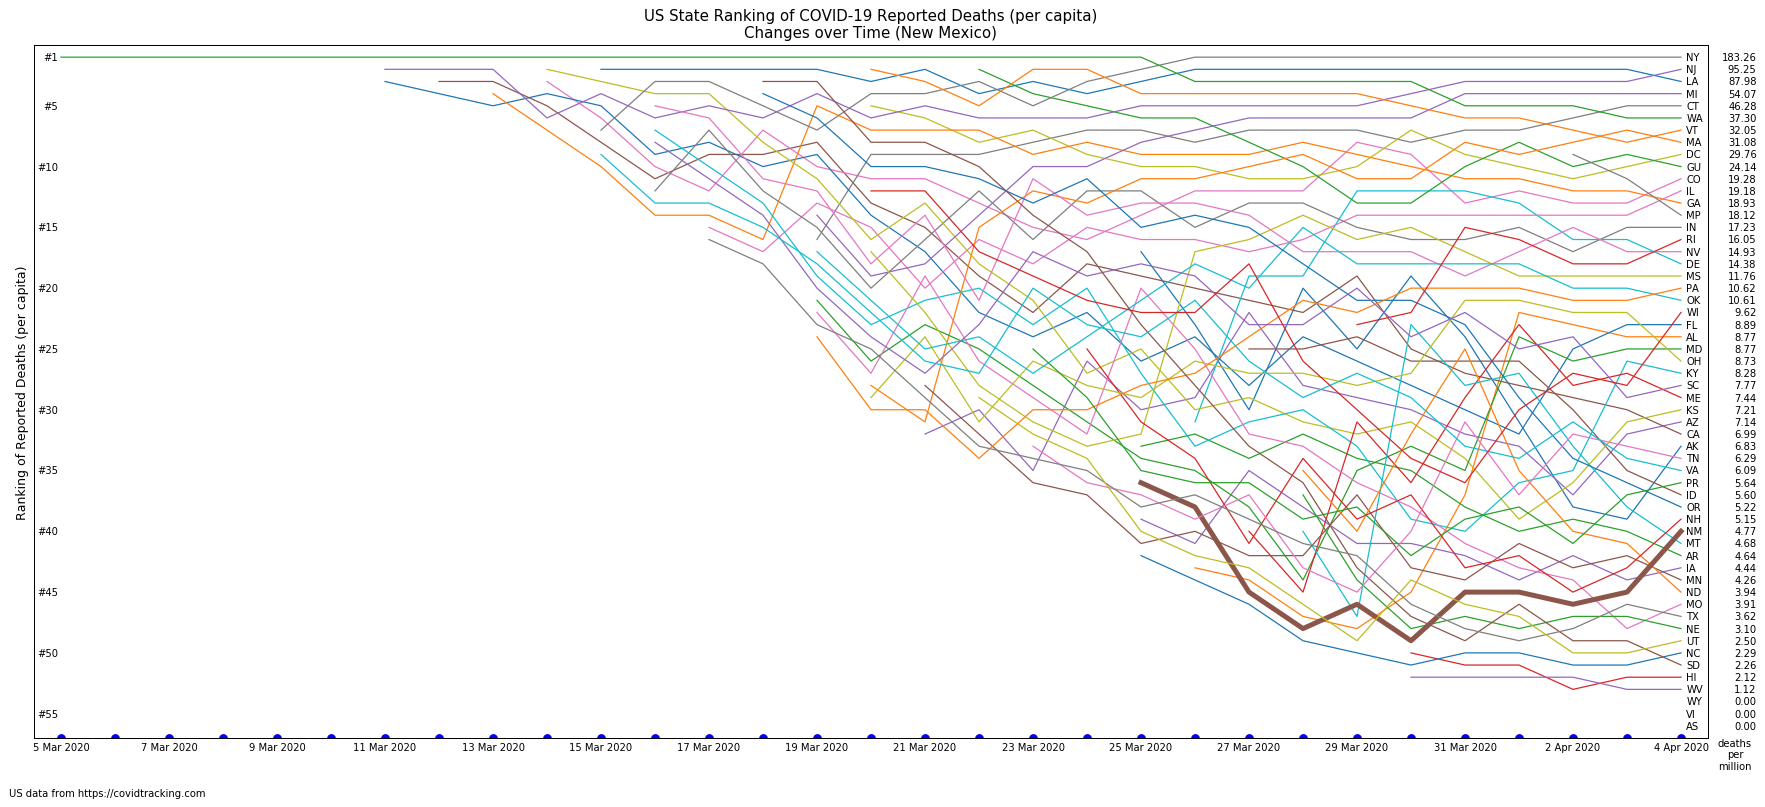 US State Ranking of COVID-19 Reported Deaths (per capita)
Changes over Time (New Mexico)
Ranking of Reported Deaths (per capita)
#1
#5
#10
#15
#20
#25
#30
#35
#40
#45
#50
#55
NY 183.26
NJ 95.25
LA 87.98
MI 54.07
CT 46.28
WA 37.30
VT 32.05
MA 31.08
DC 29.76
GU 24.14
CO 19.28
IL 19.18
GA 18.93
MP 18.12
IN 17.23
RI 16.05
NV 14.93
DE 14.38
MS 11.76
PA 10.62
OK 10.61
WI 9.62
FL 8.89
AL 8.77
MD 8.77
OH 8.73
KY 8.28
SC 7.77
ME 7.44
KS 7.21
AZ 7.14
CA 6.99
AK 6.83
TN 6.29
VA 6.09
PR 5.64
ID 5.60
OR 5.22
NH 5.15
NM 4.77
MT 4.68
AR 4.64
IA 4.44
MN 4.26
ND 3.94
MO 3.91
TX 3.62
NE 3.10
UT 2.50
NC 2.29
SD 2.26
HI 2.12
WV 1.12
WY 0.00
VI 0.00
AS 0.00
5 Mar 2020 7 Mar 2020 9 Mar 2020 11 Mar 2020 13 Mar 2020 15 Mar 2020 17 Mar 2020 19 Mar 2020 21 Mar 2020 23 Mar 2020 25 Mar 2020 27 Mar 2020 29 Mar 2020 31 Mar 2020 2 Apr 2020 4 Apr 2020
deaths
per
million
US data from https://covidtracking.com